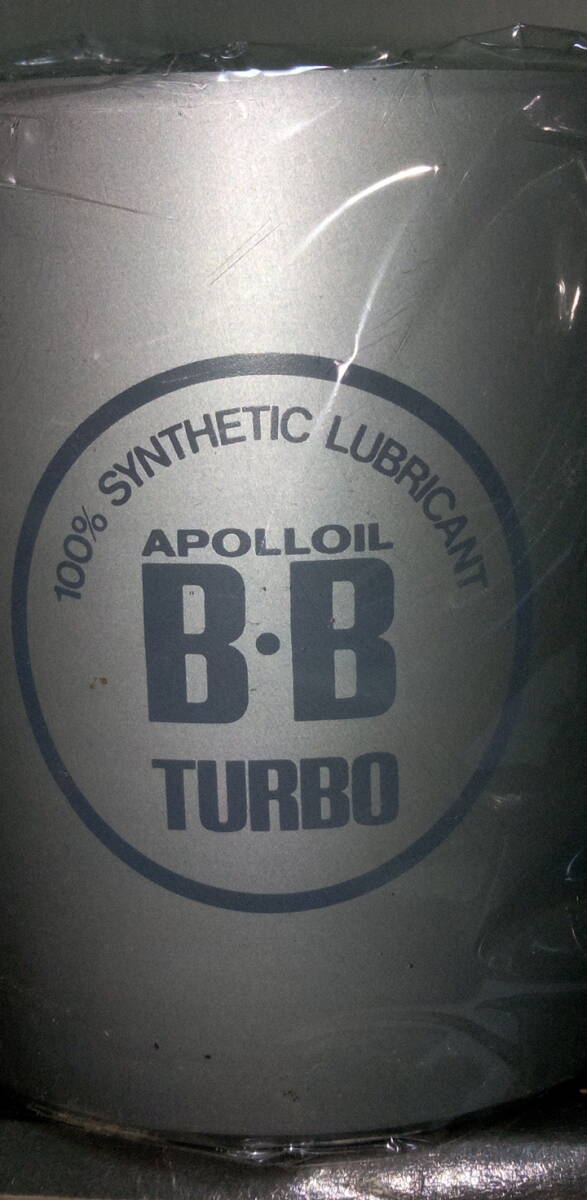 100% SYNTHETIC LUBRICANT
APOLLOIL
B·B
TURBO